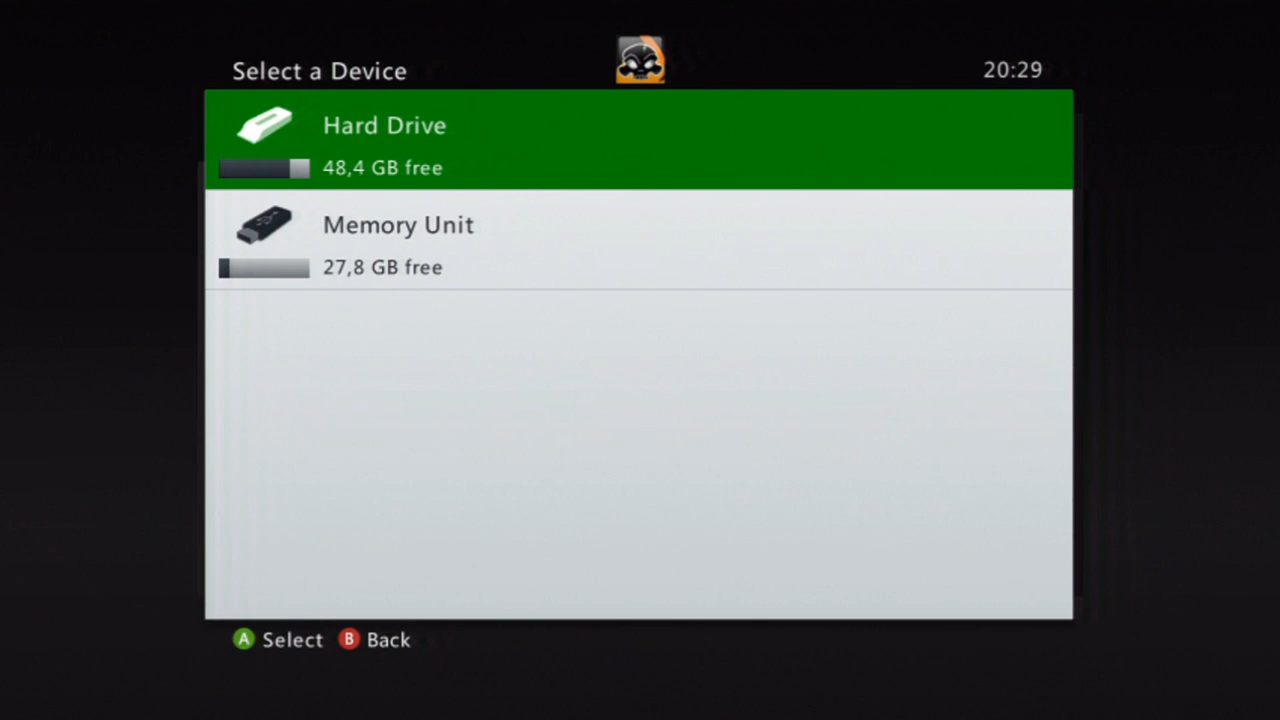 Select a Device
20:29
Hard Drive
48,4 GB free
Memory Unit
27,8 GB free
A Select B Back